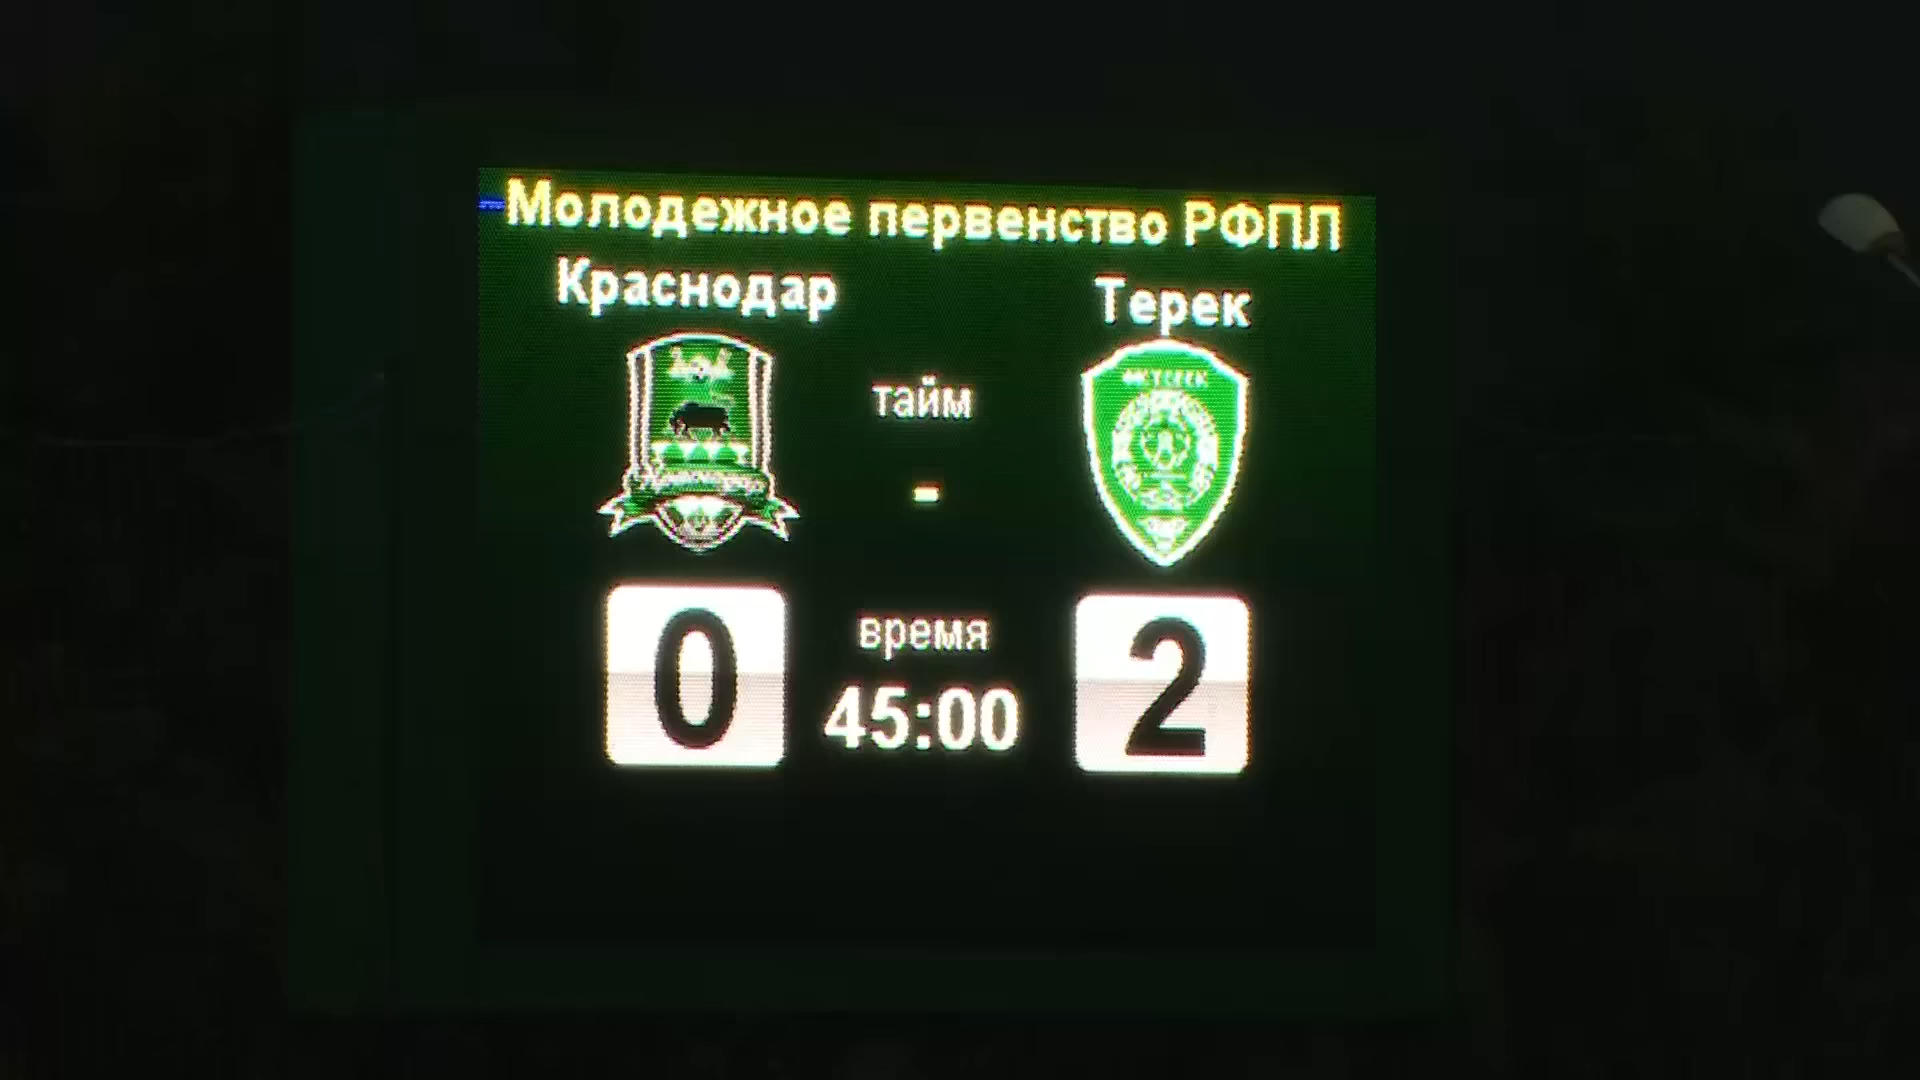 Молодежное первенство РФПЛ
Краснодар
Терек
тайм
-
0
время
2
45:00